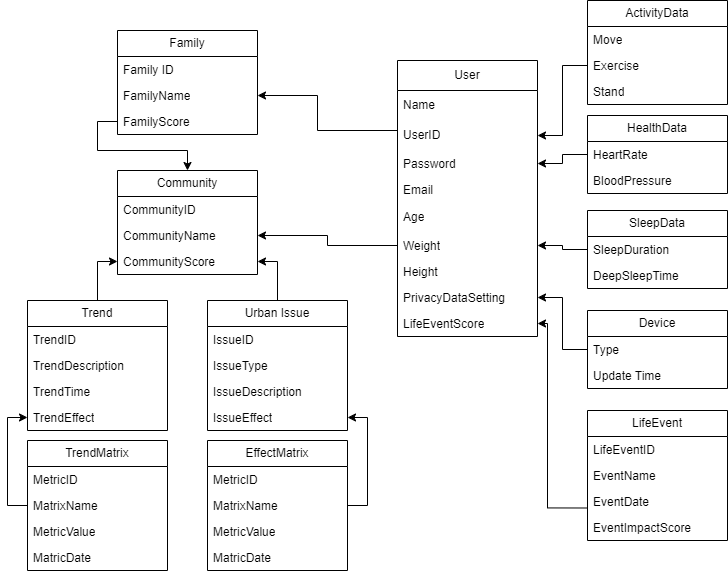 Family
Family ID
FamilyName
FamilyScore
Community
CommunityID
CommunityName
CommunityScore
Trend
TrendID
TrendDescription
TrendTime
TrendEffect
TrendMatrix
MetricID
MatrixName
MetricValue
MatricDate
Urban Issue
IssueID
IssueType
IssueDescription
IssueEffect
EffectMatrix
MetricID
MatrixName
MetricValue
MatricDate
User
Name
UserID
Password
Email
Age
Weight
Height
PrivacyDataSetting
LifeEventScore
ActivityData
Move
Exercise
Stand
HealthData
HeartRate
BloodPressure
SleepData
SleepDuration
DeepSleepTime
Device
Type
Update Time
LifeEvent
LifeEventID
EventName
EventDate
EventImpactScore